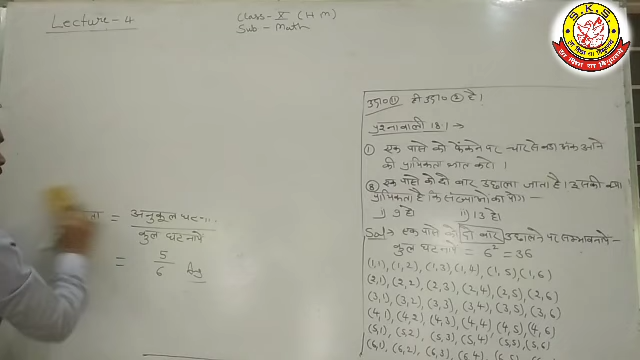 Lecture-4
Class- X (H M)
Sub - Math
S.K.S.
सा विद्या या विमुक्तये
उदा० ① से उदा० ② है।
प्रश्नावली 18.1 →
① एक पासे को फेंकने पर चार से बड़ा अंक आने
की प्रायिकता ज्ञात करो।
⑧ एक पासे को दो बार उछाला जाता है। उसकी क्या
प्रायिकता है कि संख्याओं का योग -
i) 9 हो ii) 13 हो।
Sol → एक पासे को दो बार उछालने पर सम्भावनाये-
कुल घटनायें = 6² = 36
(1,1), (1,2), (1,3), (1,4), (1,5), (1,6)
(2,1), (2,2), (2,3), (2,4), (2,5), (2,6)
(3,1), (3,2), (3,3), (3,4), (3,5), (3,6)
(4,1), (4,2), (4,3), (4,4), (4,5), (4,6)
(5,1), (5,2), (5,3), (5,4), (5,5), (5,6)
(6,1), (6,2), (6,3), (6,4)
= अनुकूल
कुल घटनायें
= 5
6 Ans